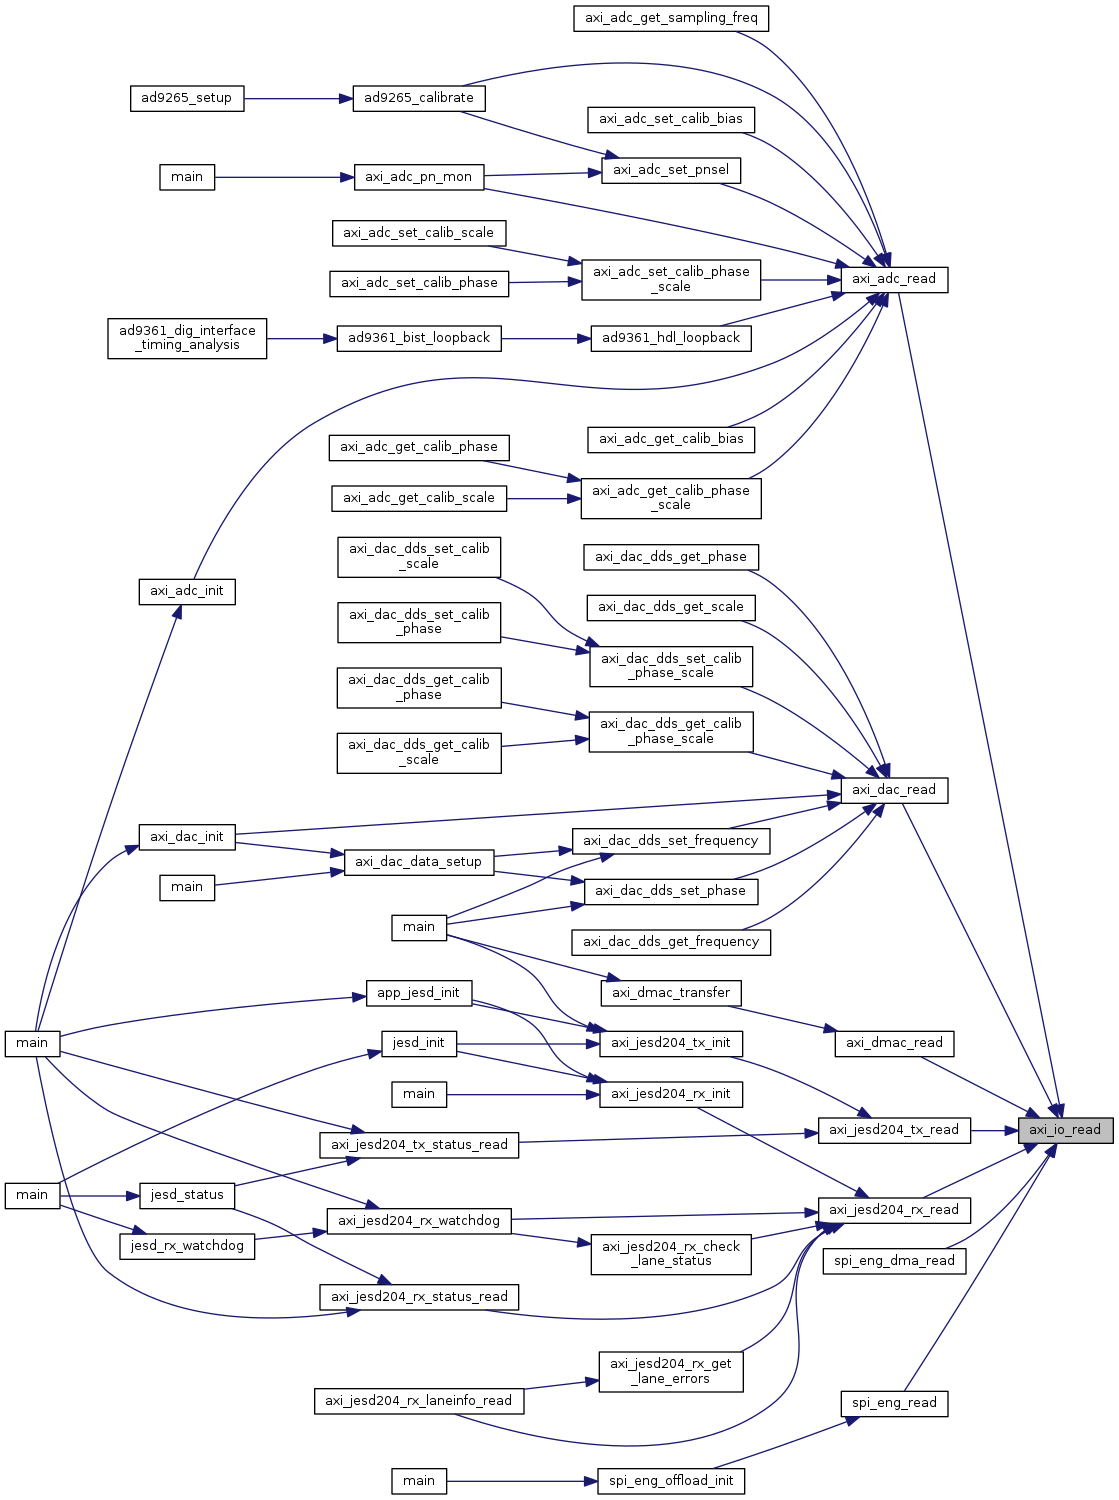 axi_adc_get_sampling_freq
ad9265_setup
ad9265_calibrate
axi_adc_set_calib_bias
axi_adc_set_pnsel
main
axi_adc_pn_mon
axi_adc_set_calib_scale
axi_adc_set_calib_phase
axi_adc_set_calib_phase
_scale
axi_adc_read
ad9361_dig_interface
_timing_analysis
ad9361_bist_loopback
ad9361_hdl_loopback
axi_adc_get_calib_bias
axi_adc_get_calib_phase
axi_adc_get_calib_scale
axi_adc_get_calib_phase
_scale
axi_dac_dds_set_calib
_scale
axi_dac_dds_get_phase
axi_adc_init
axi_dac_dds_get_scale
axi_dac_dds_set_calib
_phase
axi_dac_dds_set_calib
_phase_scale
axi_dac_dds_get_calib
_phase
axi_dac_dds_get_calib
_phase_scale
axi_dac_dds_get_calib
_scale
axi_dac_read
axi_dac_init
axi_dac_dds_set_frequency
axi_dac_data_setup
main
axi_dac_dds_set_phase
main
axi_dac_dds_get_frequency
app_jesd_init
axi_dmac_transfer
main
jesd_init
axi_jesd204_tx_init
axi_dmac_read
main
axi_jesd204_rx_init
axi_jesd204_tx_status_read
axi_jesd204_tx_read
axi_io_read
main
jesd_status
axi_jesd204_rx_watchdog
axi_jesd204_rx_read
jesd_rx_watchdog
axi_jesd204_rx_check
_lane_status
spi_eng_dma_read
axi_jesd204_rx_status_read
axi_jesd204_rx_get
_lane_errors
axi_jesd204_rx_laneinfo_read
spi_eng_read
main
spi_eng_offload_init